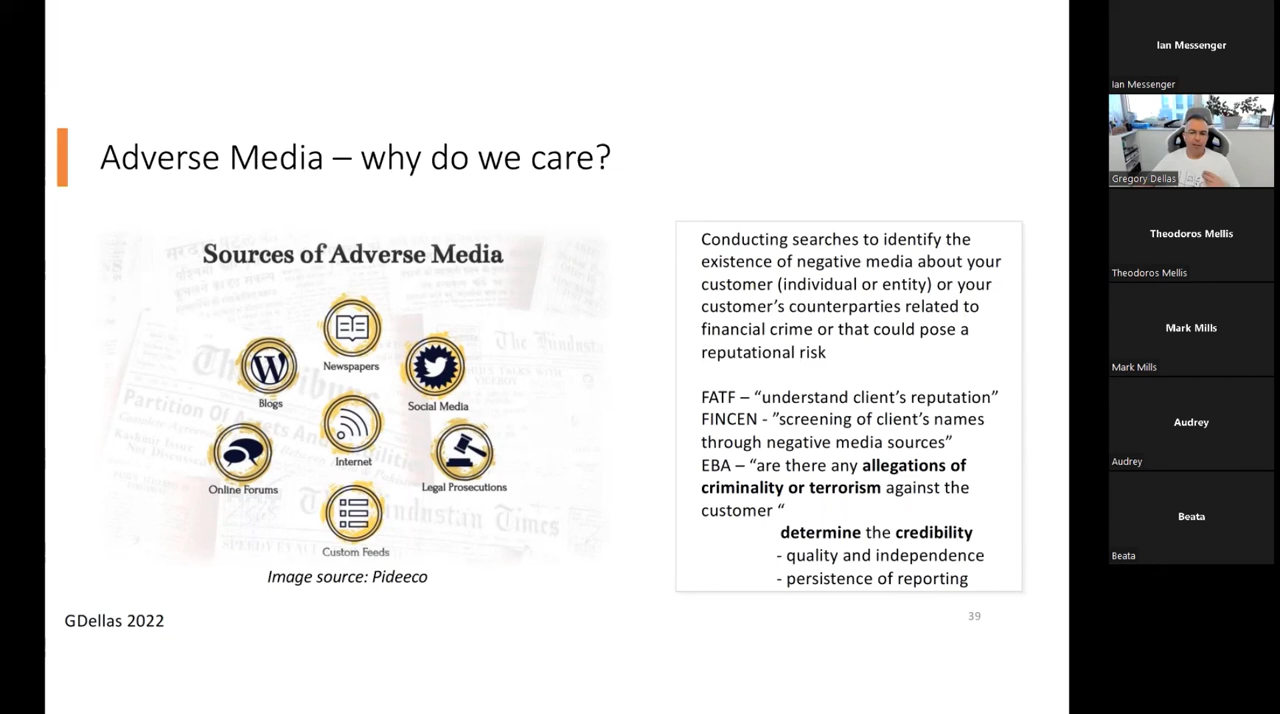 Adverse Media – why do we care?
Sources of Adverse Media
Newspapers
Blogs
Social Media
Internet
Online Forums
Legal Prosecutions
Custom Feeds
Image source: Pideeco
Conducting searches to identify the
existence of negative media about your
customer (individual or entity) or your
customer's counterparties related to
financial crime or that could pose a
reputational risk
FATF – “understand client's reputation”
FINCEN - ”screening of client's names
through negative media sources”
EBA – “are there any allegations of
criminality or terrorism against the
customer “
determine the credibility
- quality and independence
- persistence of reporting
GDellas 2022
39
Ian Messenger
Ian Messenger
Gregory Dellas
Theodoros Mellis
Theodoros Mellis
Mark Mills
Mark Mills
Audrey
Audrey
Beata
Beata